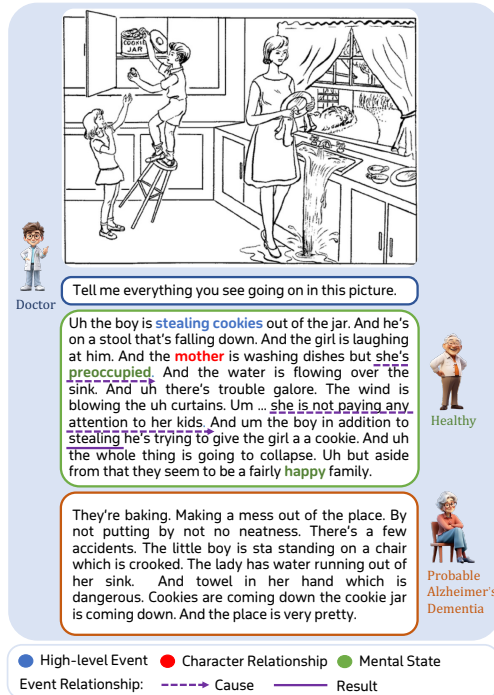 COOKIE
JAR
Doctor
Tell me everything you see going on in this picture.
Uh the boy is stealing cookies out of the jar. And he's
on a stool that's falling down. And the girl is laughing
at him. And the mother is washing dishes but she's
preoccupied. And the water is flowing over the
sink. And uh there's trouble galore. The wind is
blowing the uh curtains. Um ... she is not paying any
attention to her kids. And um the boy in addition to
stealing he's trying to give the girl a a cookie. And uh
the whole thing is going to collapse. Uh but aside
from that they seem to be a fairly happy family.
Healthy
They're baking. Making a mess out of the place. By
not putting by not no neatness. There's a few
accidents. The little boy is sta standing on a chair
which is crooked. The lady has water running out of
her sink. And towel in her hand which is
dangerous. Cookies are coming down the cookie jar
is coming down. And the place is very pretty.
Probable
Alzheimer's
Dementia
High-level Event Character Relationship Mental State
Event Relationship: Cause Result